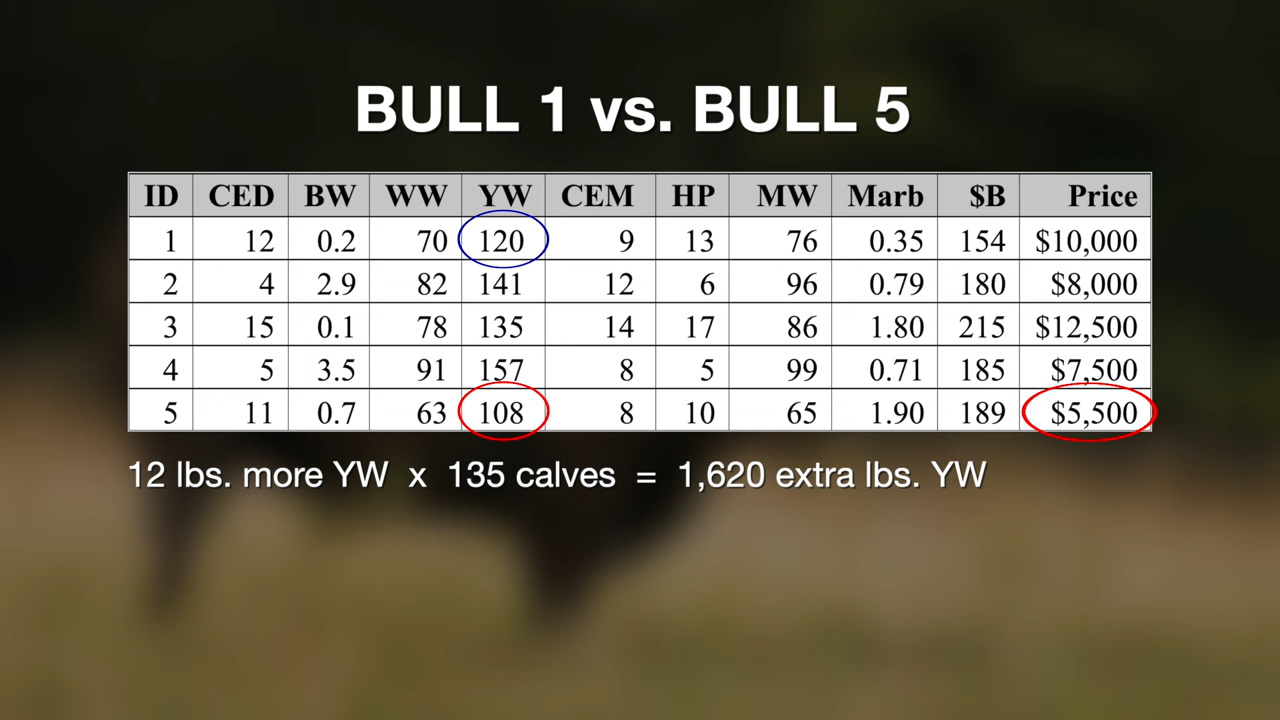 BULL 1 vs. BULL 5
ID CED BW WW YW CEM HP MW Marb $B Price
1 12 0.2 70 120 9 13 76 0.35 154 $10,000
2 4 2.9 82 141 12 6 96 0.79 180 $8,000
3 15 0.1 78 135 14 17 86 1.80 215 $12,500
4 5 3.5 91 157 8 5 99 0.71 185 $7,500
5 11 0.7 63 108 8 10 65 1.90 189 $5,500
12 lbs. more YW x 135 calves = 1,620 extra lbs. YW